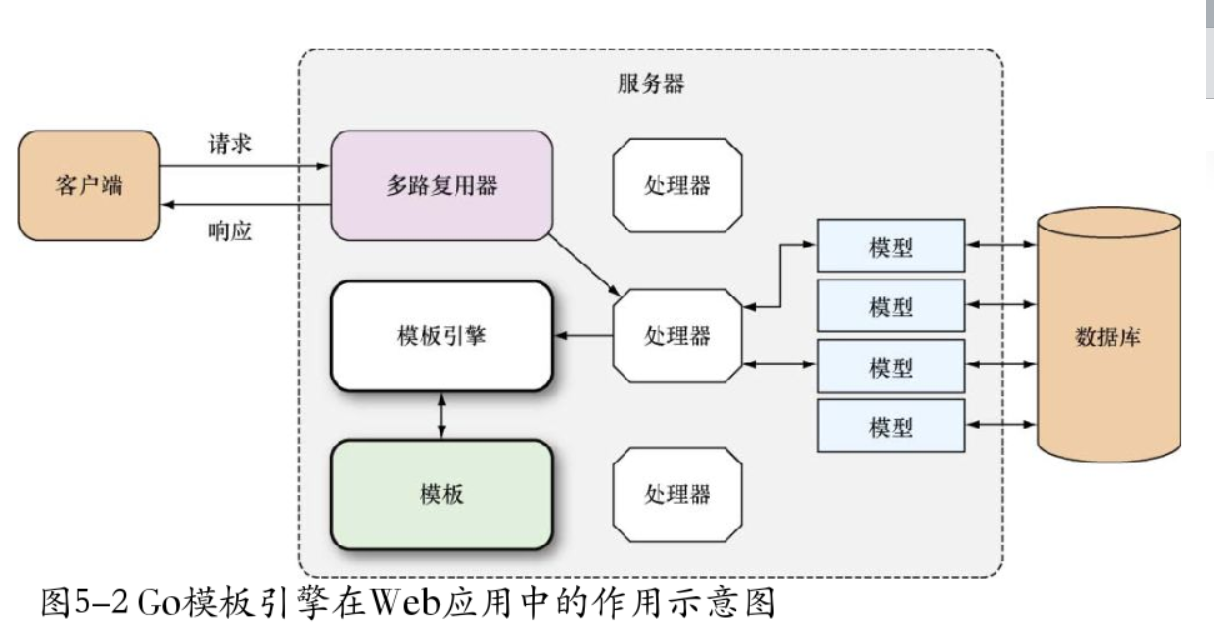 服务器
请求
客户端
多路复用器
处理器
响应
模型
模型
模板引擎
处理器
数据库
模型
模型
模板
处理器
图5-2 Go模板引擎在Web应用中的作用示意图